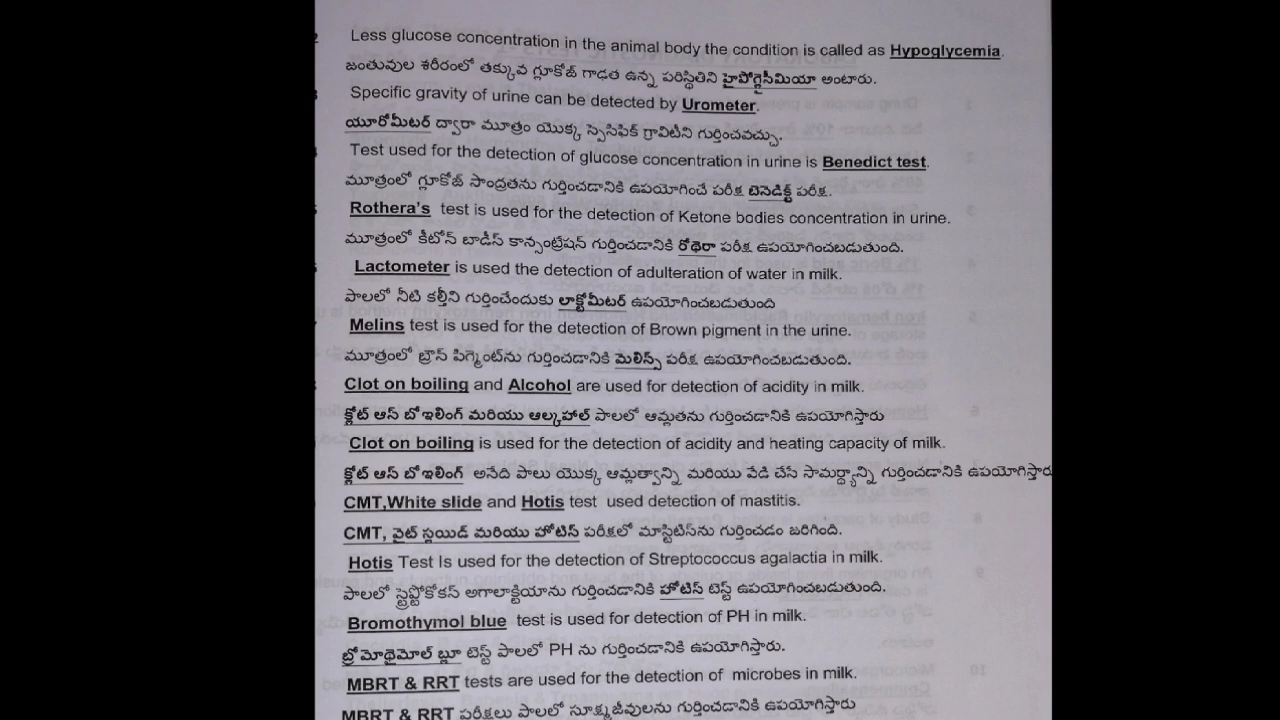 Less glucose concentration in the animal body the condition is called as Hypoglycemia.
జంతువుల శరీరంలో తక్కువ గ్లూకోజ్ గాఢత ఉన్న పరిస్థితిని హైపోగ్లైసీమియా అంటారు.
Specific gravity of urine can be detected by Urometer.
యూరోమీటర్ ద్వారా మూత్రం యొక్క స్పెసిఫిక్ గ్రావిటిని గుర్తించవచ్చు.
Test used for the detection of glucose concentration in urine is Benedict test.
మూత్రంలో గ్లూకోజ్ సాంద్రతను గుర్తించడానికి ఉపయోగించే పరీక్ష బెనెడిక్ట్ పరీక్ష.
Rothera's test is used for the detection of Ketone bodies concentration in urine.
మూత్రంలో కీటోన్ బాడీస్ కాన్సంట్రేషన్ గుర్తించడానికి రోథెరా పరీక్ష ఉపయోగించబడుతుంది.
Lactometer is used the detection of adulteration of water in milk.
పాలలో నీటి కల్తీని గుర్తించేందుకు లాక్టోమీటర్ ఉపయోగించబడుతుంది
Melins test is used for the detection of Brown pigment in the urine.
మూత్రంలో బ్రౌన్ పిగ్మెంట్‌ను గుర్తించడానికి మెలిన్స్ పరీక్ష ఉపయోగించబడుతుంది.
Clot on boiling and Alcohol are used for detection of acidity in milk.
క్లోట్ ఆన్ బోఇలింగ్ మరియు ఆల్కహాల్ పాలలో ఆమ్లతను గుర్తించడానికి ఉపయోగిస్తారు
Clot on boiling is used for the detection of acidity and heating capacity of milk.
క్లోట్ ఆన్ బోఇలింగ్ అనేది పాలు యొక్క ఆమ్లత్వాన్ని మరియు వేడి చేసే సామర్థ్యాన్ని గుర్తించడానికి ఉపయోగిస్తారు
CMT,White slide and Hotis test used detection of mastitis.
CMT, వైట్ స్లయిడ్ మరియు హోటిస్ పరీక్షలో మాస్టిటిస్‌ను గుర్తించడం జరిగింది.
Hotis Test Is used for the detection of Streptococcus agalactia in milk.
పాలలో స్ట్రెప్టోకోకస్ అగాలాక్టియాను గుర్తించడానికి హోటిస్ టెస్ట్ ఉపయోగించబడుతుంది.
Bromothymol blue test is used for detection of PH in milk.
బ్రోమోథైమోల్ బ్లూ టెస్ట్ పాలలో PH ను గుర్తించడానికి ఉపయోగిస్తారు.
MBRT & RRT tests are used for the detection of microbes in milk.
MBRT & RRT పరీక్షలు పాలలో సూక్ష్మజీవులను గుర్తించడానికి ఉపయోగిస్తారు